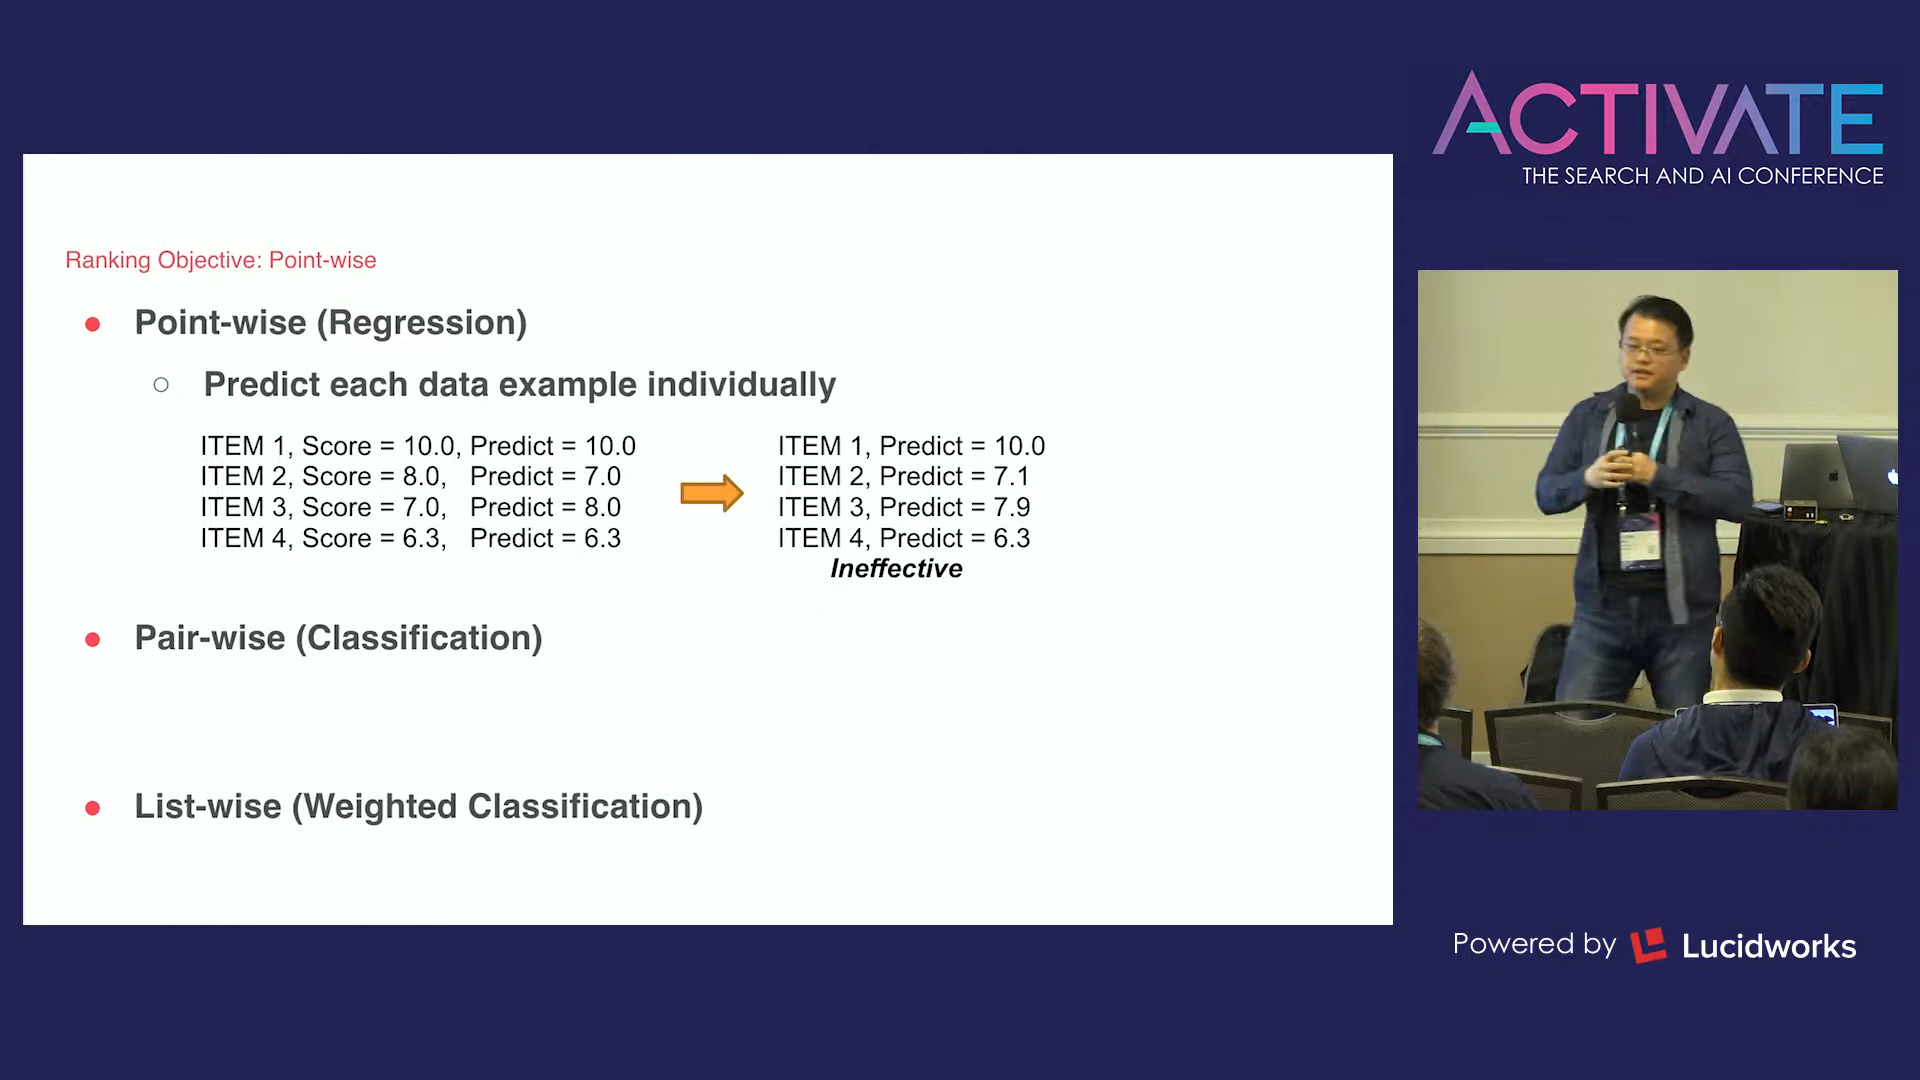 ACTIVATE
THE SEARCH AND AI CONFERENCE
Ranking Objective: Point-wise
● Point-wise (Regression)
○ Predict each data example individually
ITEM 1, Score = 10.0, Predict = 10.0
ITEM 2, Score = 8.0, Predict = 7.0
ITEM 3, Score = 7.0, Predict = 8.0
ITEM 4, Score = 6.3, Predict = 6.3
ITEM 1, Predict = 10.0
ITEM 2, Predict = 7.1
ITEM 3, Predict = 7.9
ITEM 4, Predict = 6.3
Ineffective
● Pair-wise (Classification)
● List-wise (Weighted Classification)
Powered by Lucidworks